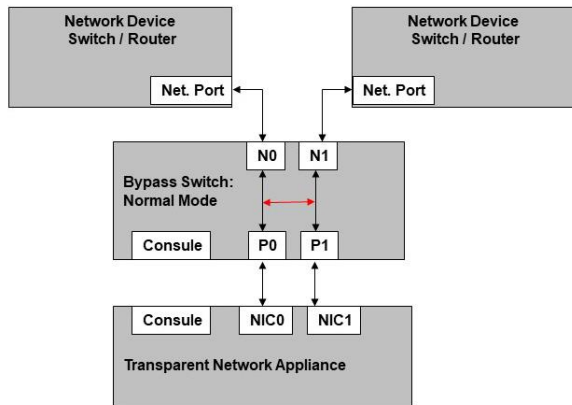 Network Device
Switch / Router
Net. Port
Network Device
Switch / Router
Net. Port
N0
N1
Bypass Switch:
Normal Mode
Consule
P0
P1
Consule
NIC0
NIC1
Transparent Network Appliance